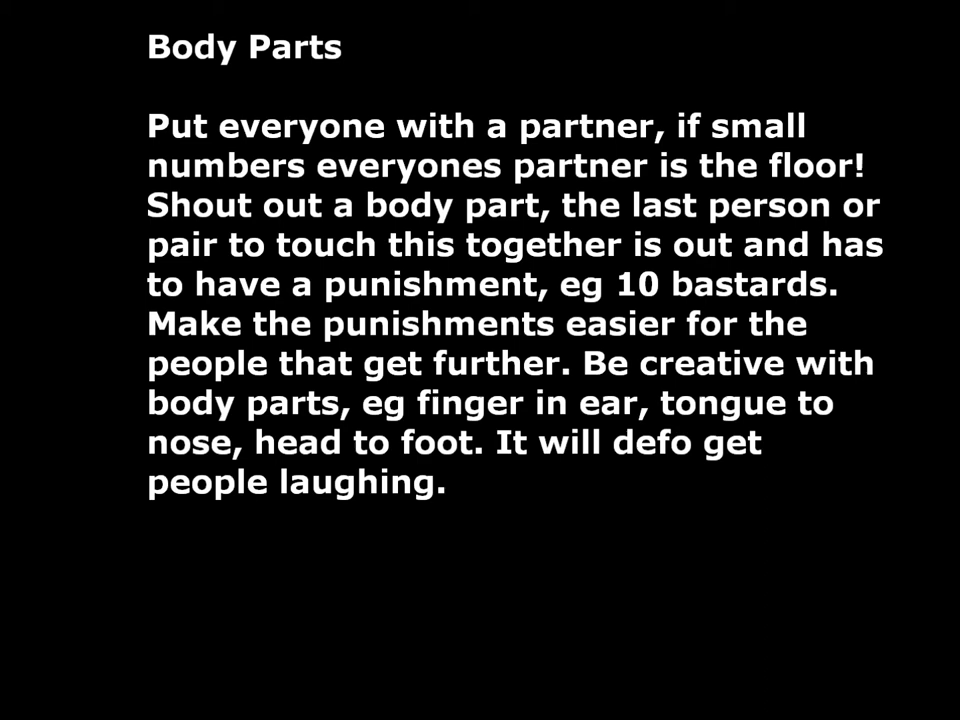 Body Parts
Put everyone with a partner, if small
numbers everyones partner is the floor!
Shout out a body part, the last person or
pair to touch this together is out and has
to have a punishment, eg 10 bastards.
Make the punishments easier for the
people that get further. Be creative with
body parts, eg finger in ear, tongue to
nose, head to foot. It will defo get
people laughing.